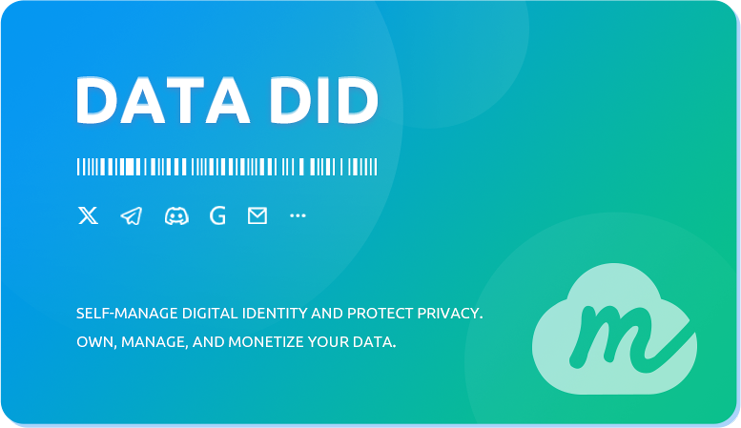 DATA DID
SELF-MANAGE DIGITAL IDENTITY AND PROTECT PRIVACY.
OWN, MANAGE, AND MONETIZE YOUR DATA.
m